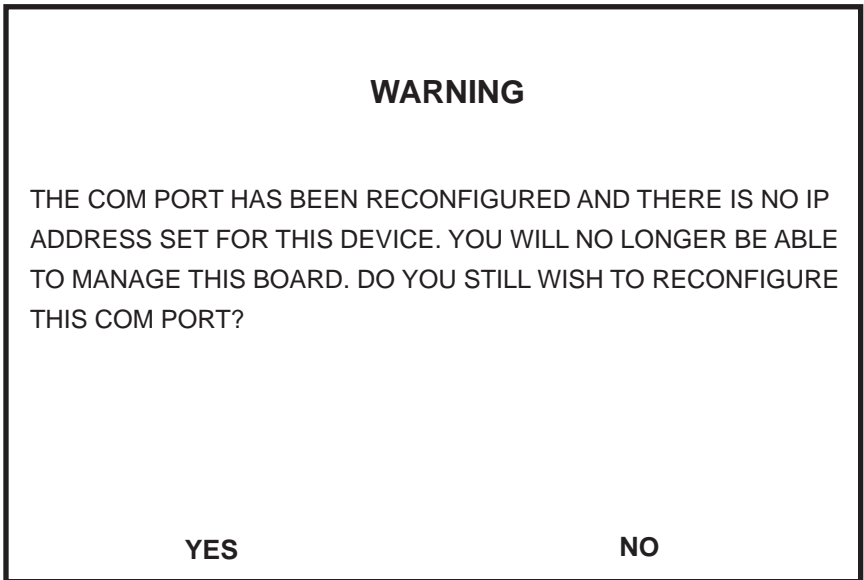 WARNING
THE COM PORT HAS BEEN RECONFIGURED AND THERE IS NO IP
ADDRESS SET FOR THIS DEVICE. YOU WILL NO LONGER BE ABLE
TO MANAGE THIS BOARD. DO YOU STILL WISH TO RECONFIGURE
THIS COM PORT?
YES NO